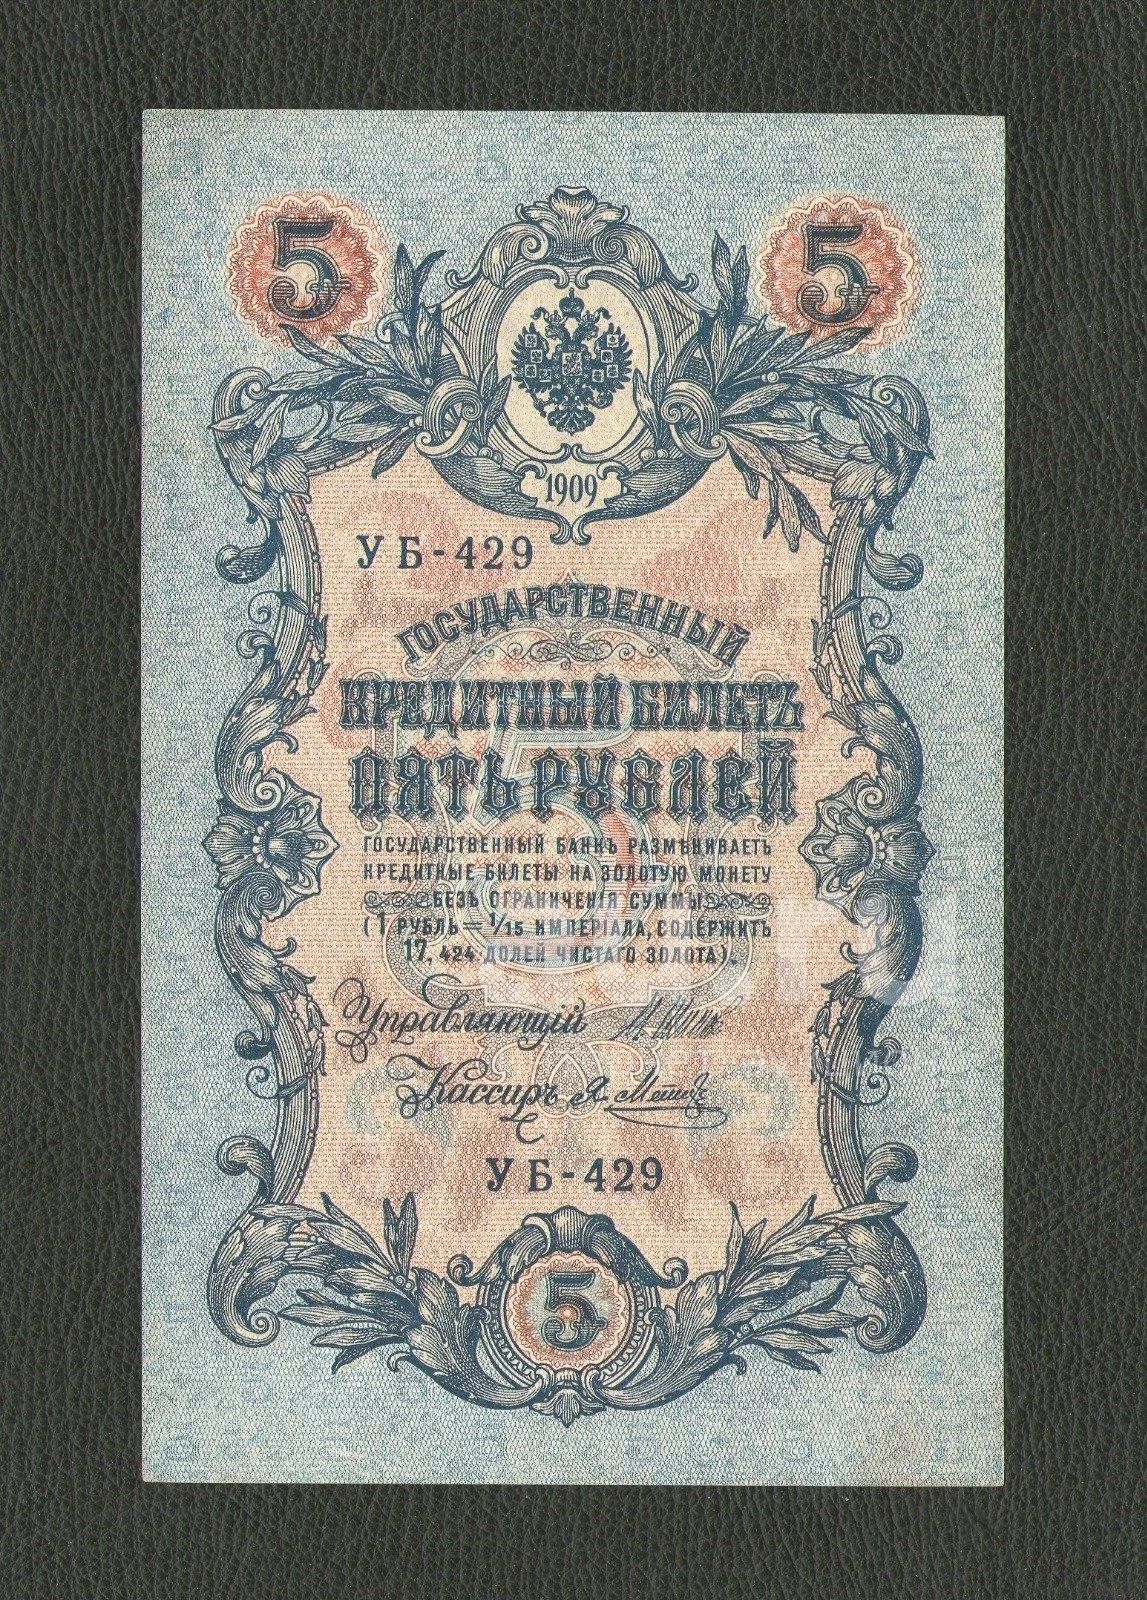 5 5
1909
УБ-429
ГОСУДАРСТВЕННЫЙ
КРЕДИТНЫЙ БИЛЕТЪ
ПЯТЬ РУБЛЕЙ
5
ГОСУДАРСТВЕННЫЙ БАНКЪ РАЗМѢНИВАЕТЪ
КРЕДИТНЫЕ БИЛЕТЫ НА ЗОЛОТУЮ МОНЕТУ
БЕЗЪ ОГРАНИЧЕНІЯ СУММЫ
(1 РУБЛЬ = 1/15 ИМПЕРІАЛА, СОДЕРЖИТЪ
17, 424 ДОЛЕЙ ЧИСТАГО ЗОЛОТА).
Управляющій
Кассиръ
УБ-429
5